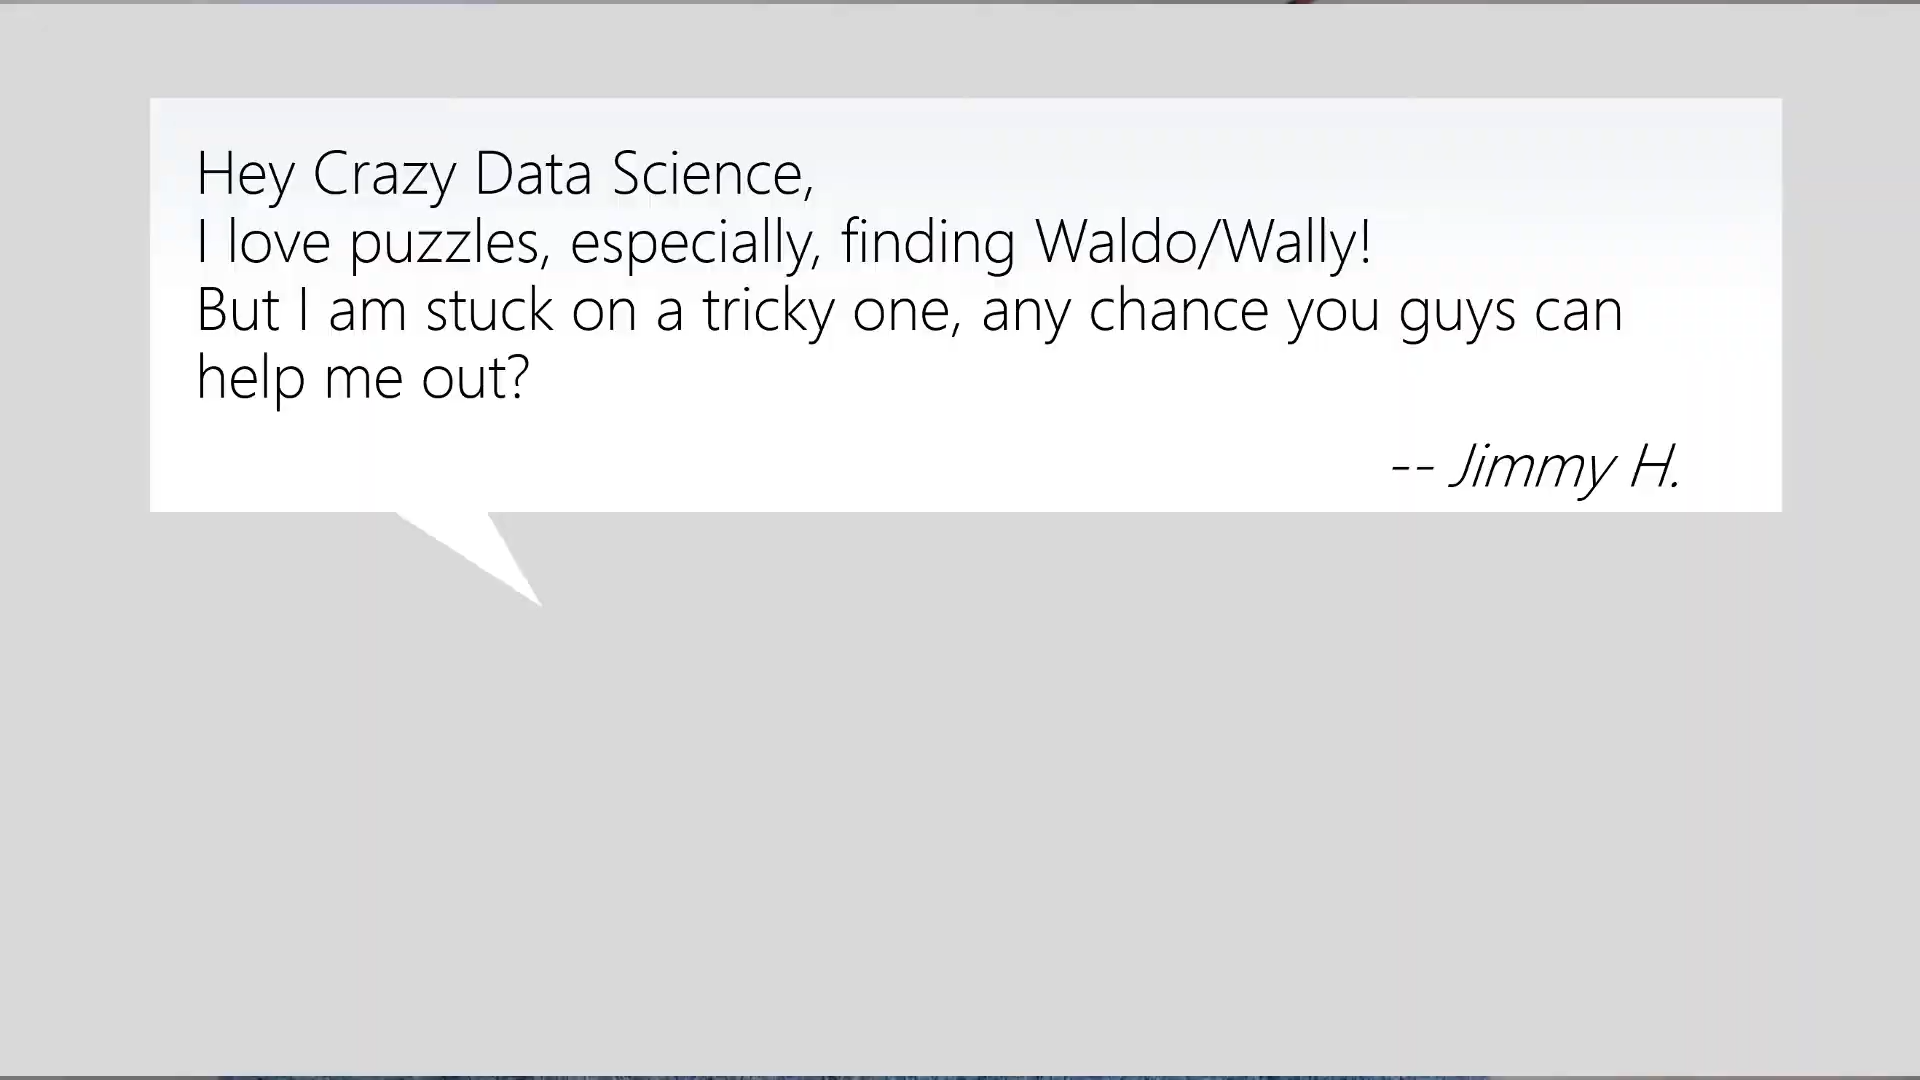 Hey Crazy Data Science,
I love puzzles, especially, finding Waldo/Wally!
But I am stuck on a tricky one, any chance you guys can
help me out?
-- Jimmy H.